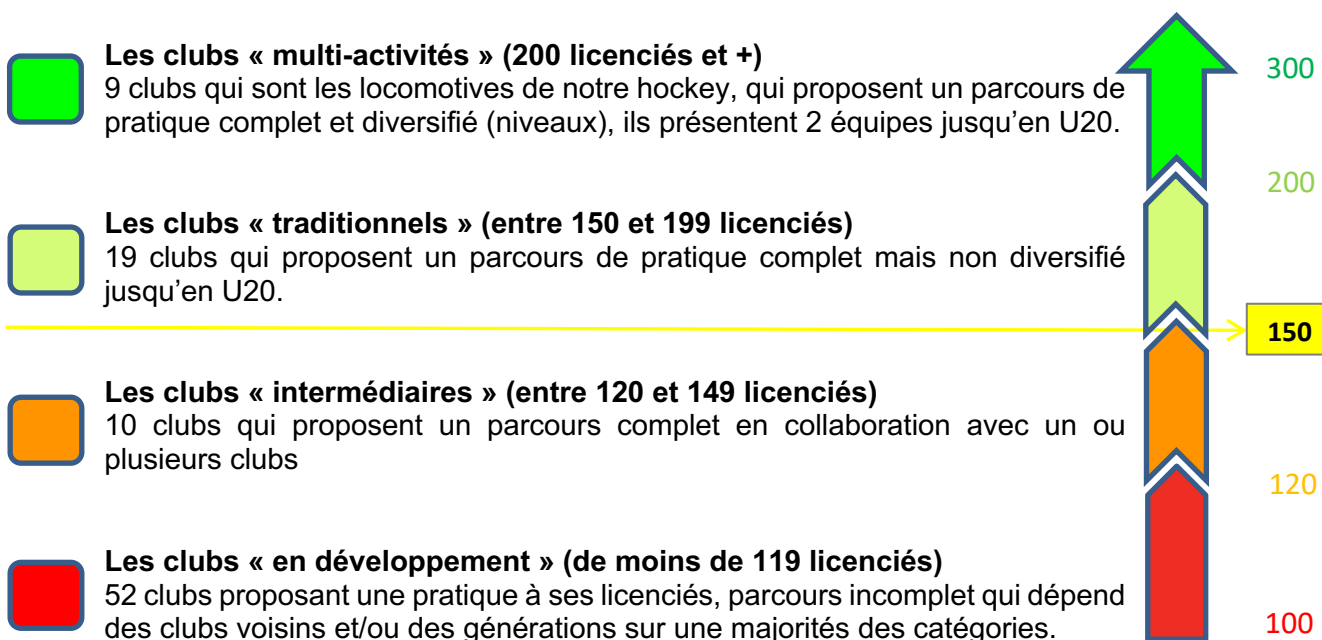 Les clubs « multi-activités » (200 licenciés et +)
9 clubs qui sont les locomotives de notre hockey, qui proposent un parcours de
pratique complet et diversifié (niveaux), ils présentent 2 équipes jusqu’en U20.
300
200
Les clubs « traditionnels » (entre 150 et 199 licenciés)
19 clubs qui proposent un parcours de pratique complet mais non diversifié
jusqu’en U20.
150
Les clubs « intermédiaires » (entre 120 et 149 licenciés)
10 clubs qui proposent un parcours complet en collaboration avec un ou
plusieurs clubs
120
Les clubs « en développement » (de moins de 119 licenciés)
52 clubs proposant une pratique à ses licenciés, parcours incomplet qui dépend
des clubs voisins et/ou des générations sur une majorités des catégories.
100